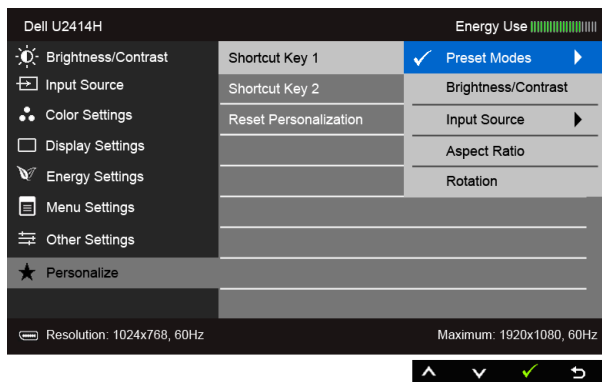 Dell U2414H
Energy Use
Brightness/Contrast
Input Source
Color Settings
Display Settings
Energy Settings
Menu Settings
Other Settings
Personalize
Shortcut Key 1
Shortcut Key 2
Reset Personalization
Preset Modes
Brightness/Contrast
Input Source
Aspect Ratio
Rotation
Resolution: 1024x768, 60Hz
Maximum: 1920x1080, 60Hz